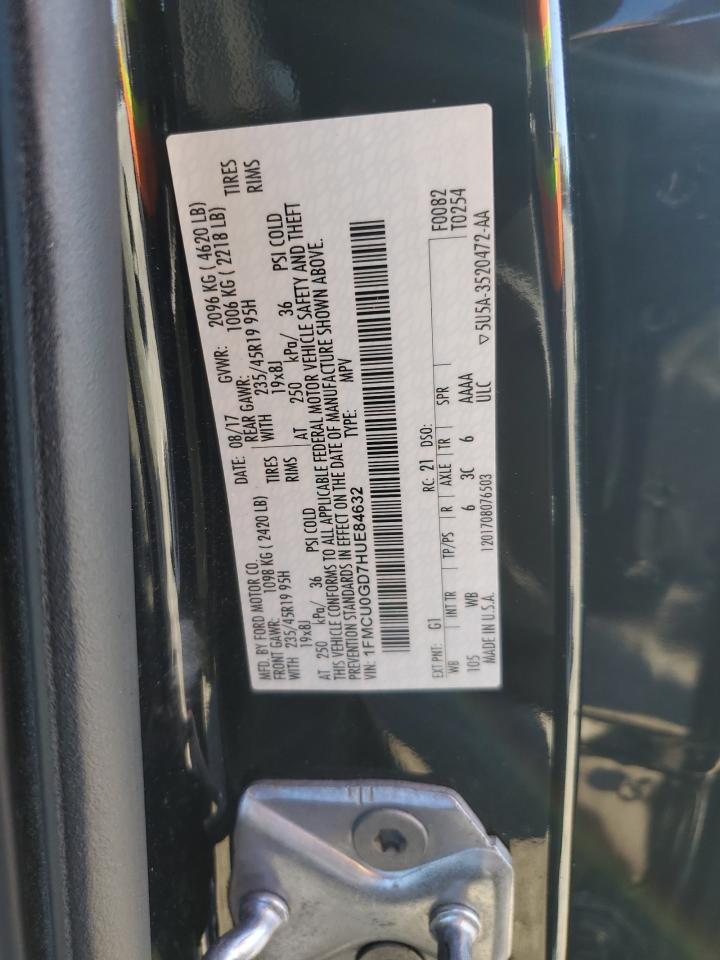 MFD. BY FORD MOTOR CO. DATE: 08/17 GVWR: 2096 KG ( 4620 LB)
FRONT GAWR: 1098 KG ( 2420 LB) REAR GAWR: 1006 KG ( 2218 LB)
WITH 235/45R19 95H TIRES WITH 235/45R19 95H TIRES
19x8J RIMS 19x8J RIMS
AT 250 kPa/ 36 PSI COLD AT 250 kPa/ 36 PSI COLD
THIS VEHICLE CONFORMS TO ALL APPLICABLE FEDERAL MOTOR VEHICLE SAFETY AND THEFT
PREVENTION STANDARDS IN EFFECT ON THE DATE OF MANUFACTURE SHOWN ABOVE.
VIN: 1FMCU0GD7HUE84632 TYPE: MPV
EXT PNT: G1 RC: 21 DSO: F0082
WB INT TR TP/PS R AXLE TR SPR T0254
105 WB 6 3C 6 AAAA
MADE IN U.S.A. 1201708076503 ULC ▽5U5A-3520472-AA